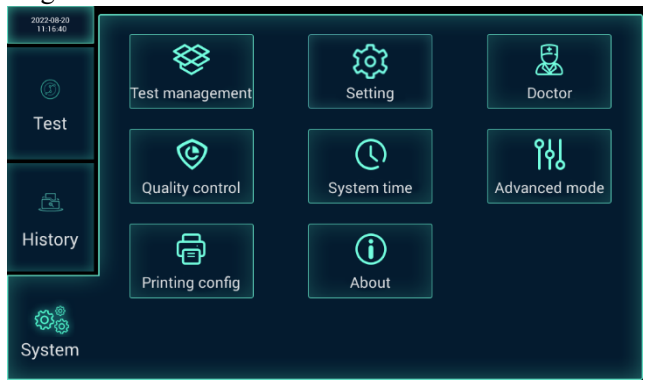 2022-08-20
11:16:40
Test
History
System
Test management
Setting
Doctor
Quality control
System time
Advanced mode
Printing config
About